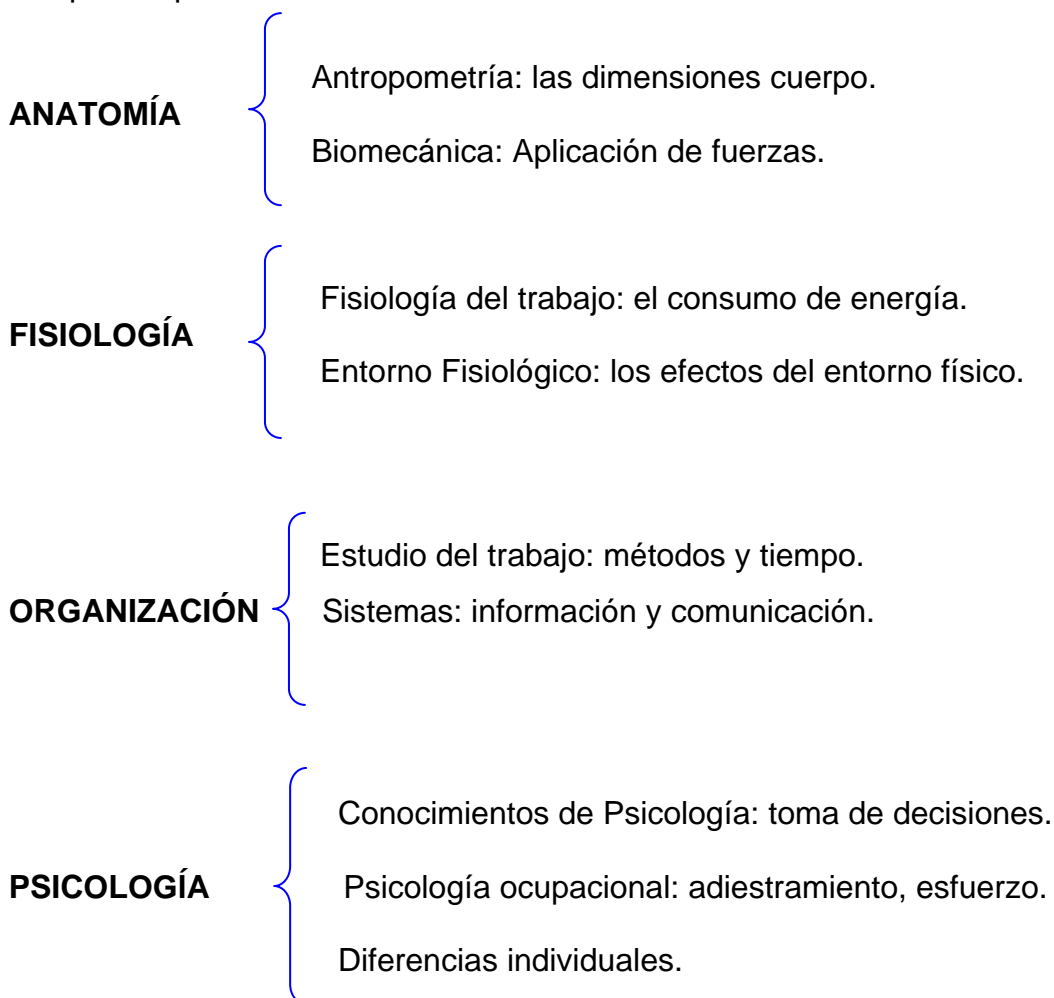 Antropometría: las dimensiones cuerpo.
ANATOMÍA
Biomecánica: Aplicación de fuerzas.
Fisiología del trabajo: el consumo de energía.
FISIOLOGÍA
Entorno Fisiológico: los efectos del entorno físico.
Estudio del trabajo: métodos y tiempo.
ORGANIZACIÓN Sistemas: información y comunicación.
Conocimientos de Psicología: toma de decisiones.
PSICOLOGÍA Psicología ocupacional: adiestramiento, esfuerzo.
Diferencias individuales.